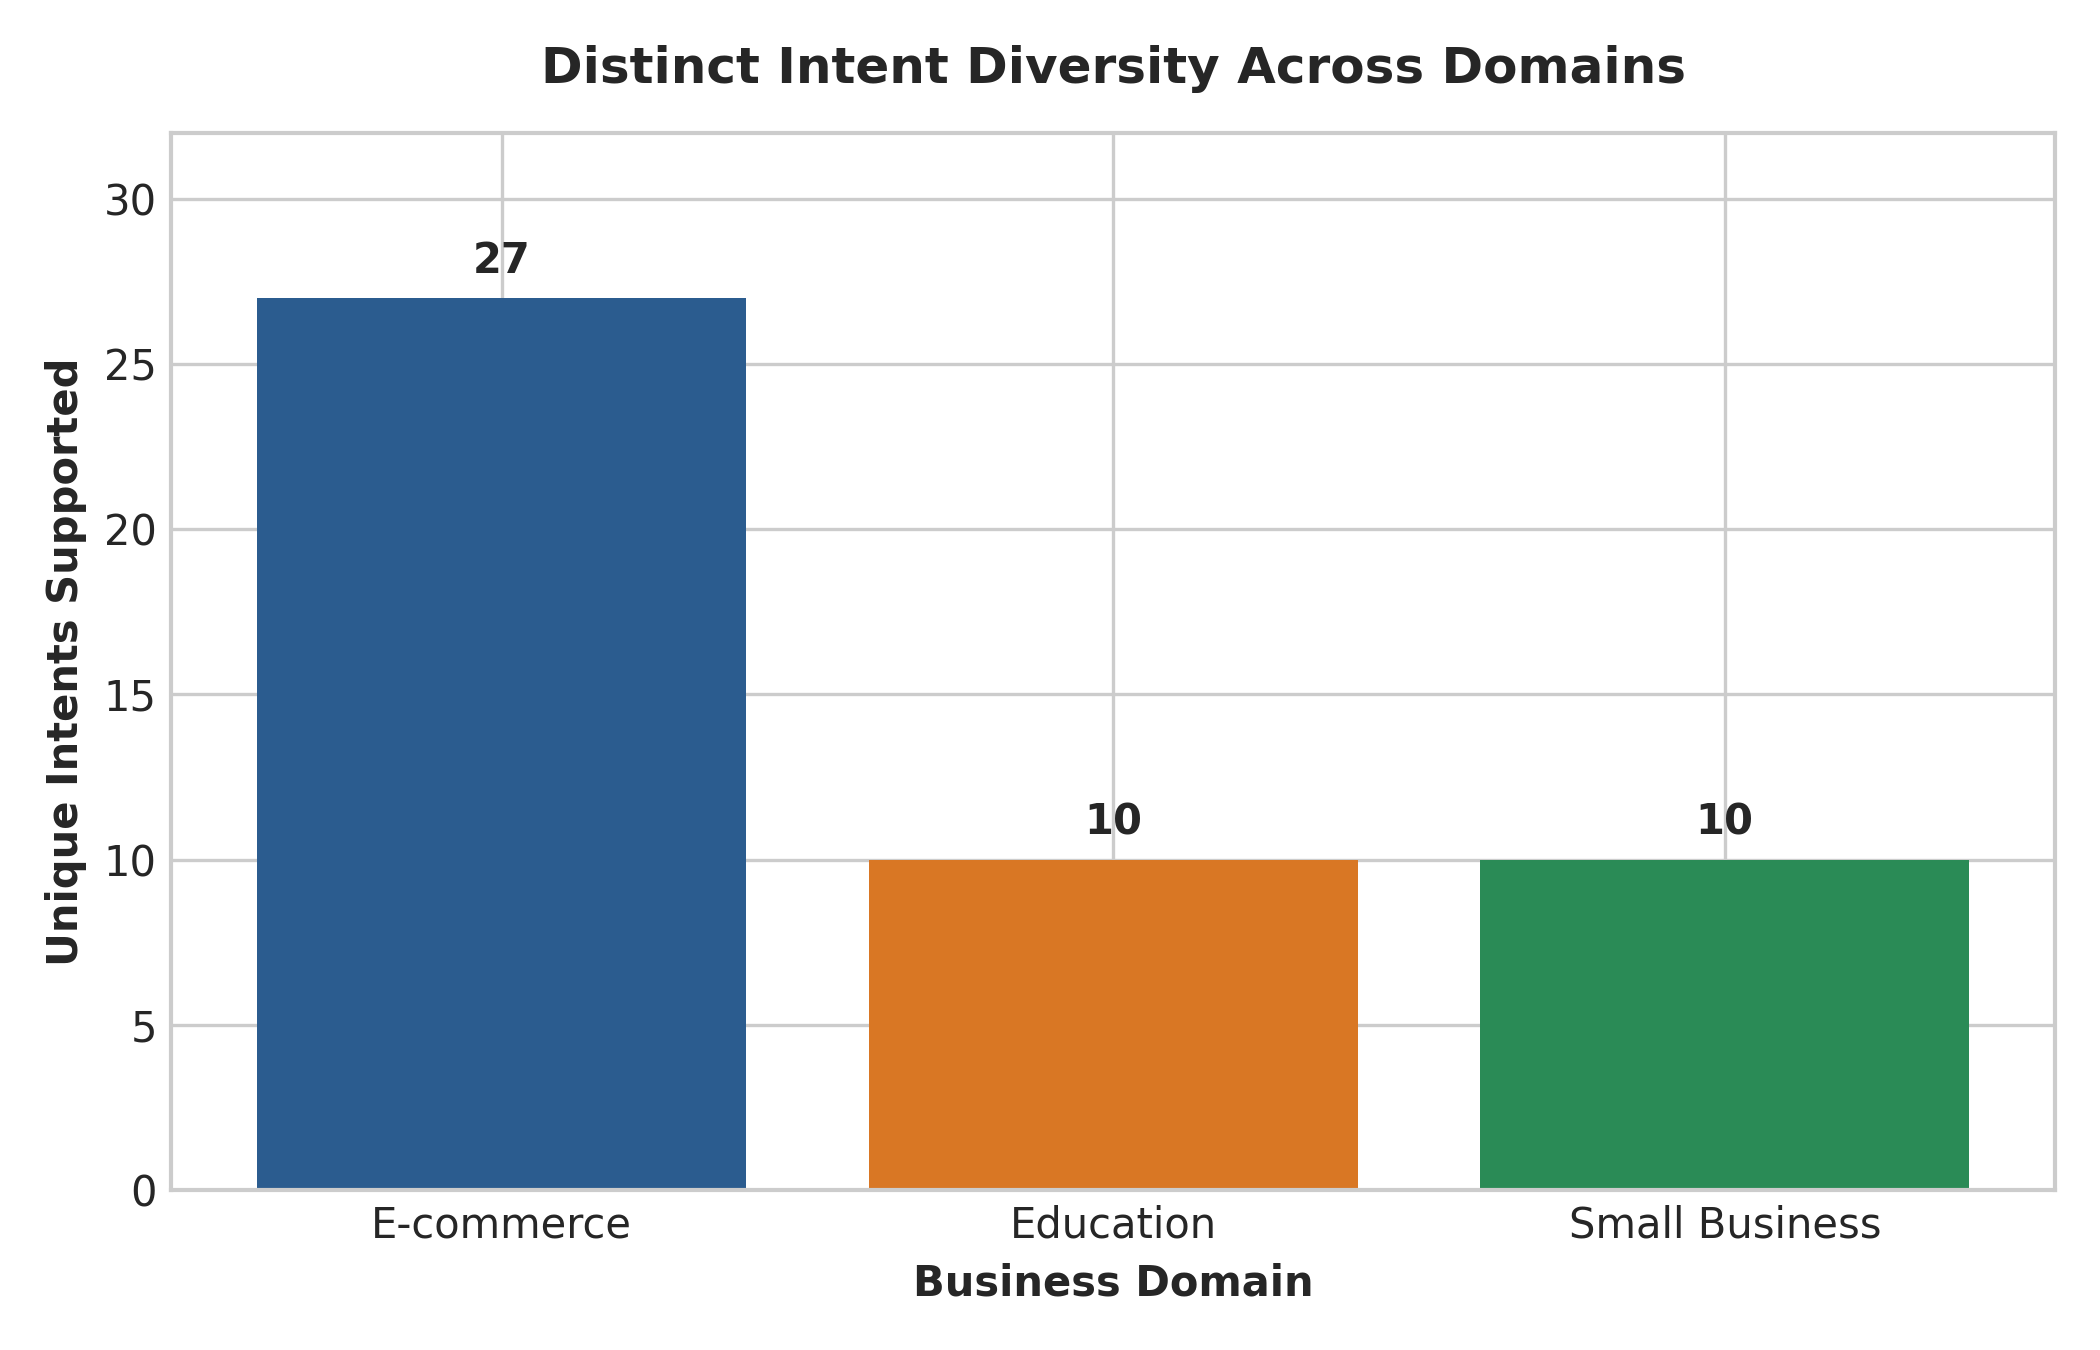 Distinct Intent Diversity Across Domains
Unique Intents Supported
30
25
20
15
10
5
0
27
10
10
E-commerce
Education
Small Business
Business Domain